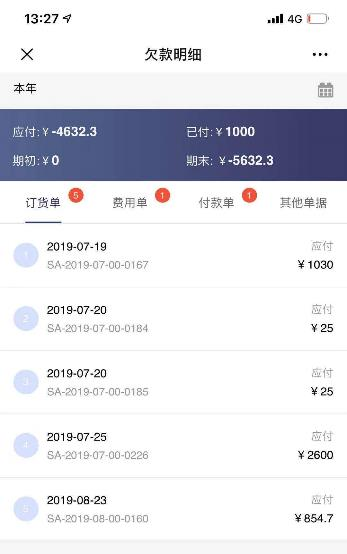 13:27 4G
欠款明细
本年
应付:￥-4632.3 已付:￥1000
期初:￥0 期末:￥-5632.3
订货单 5 费用单 1 付款单 1 其他单据
1 2019-07-19 应付
SA-2019-07-00-0167 ￥1030
2 2019-07-20 应付
SA-2019-07-00-0184 ￥25
3 2019-07-20 应付
SA-2019-07-00-0185 ￥25
4 2019-07-25 应付
SA-2019-07-00-0226 ￥2600
5 2019-08-23 应付
SA-2019-08-00-0160 ￥854.7